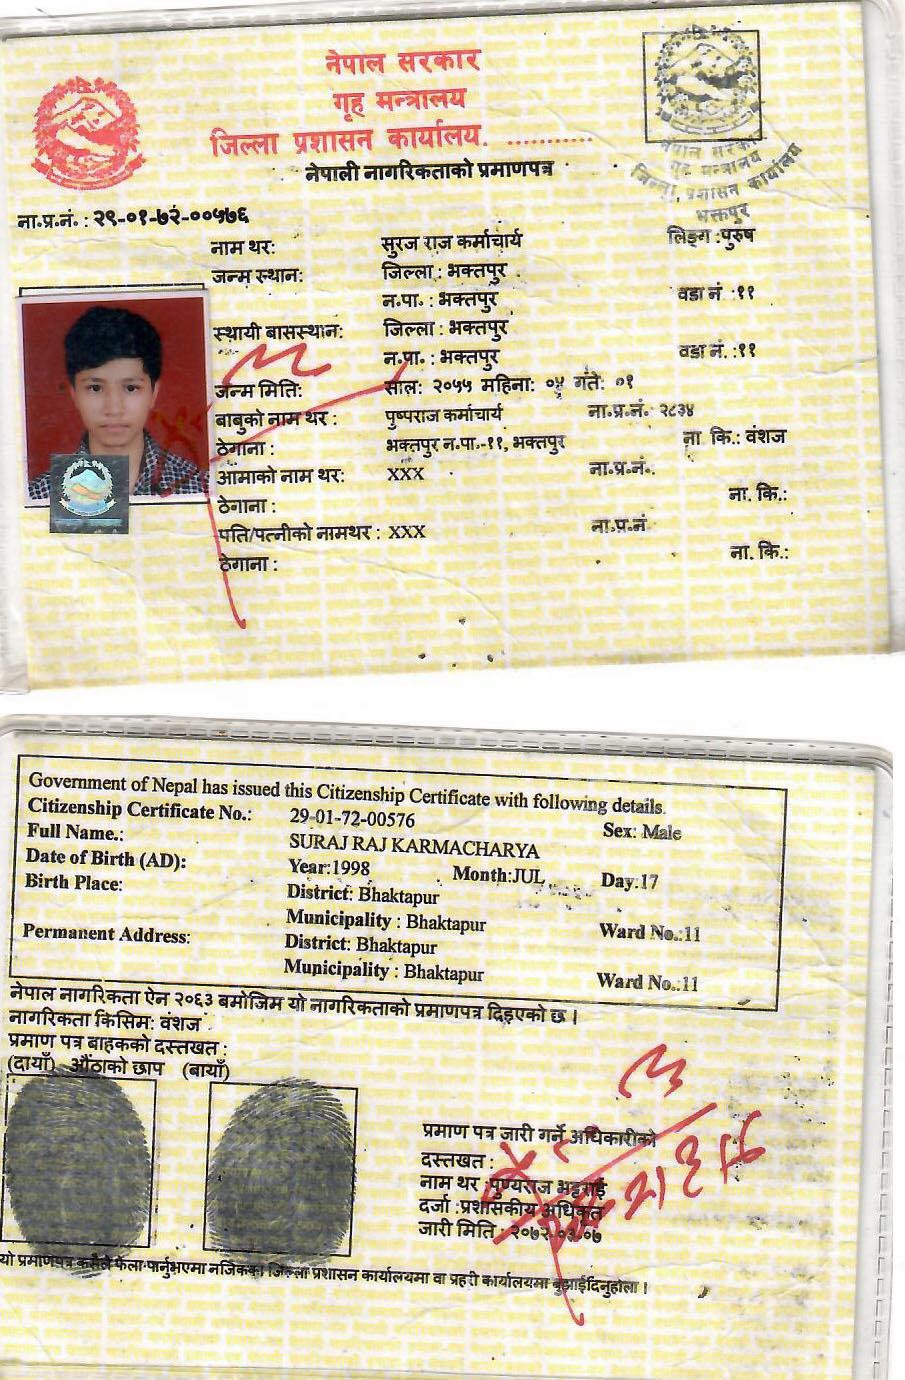 नेपाल सरकार
गृह मन्त्रालय
जिल्ला प्रशासन कार्यालय. ...........
नेपाली नागरिकताको प्रमाणपत्र
नेपाल सरकार
गृह मन्त्रालय
जिल्ला प्रशासन कार्यालय
भक्तपुर
ना.प्र.नं. : २९-०१-७२-००५७६
नाम थर: सुरज राज कर्माचार्य लिङ्ग :पुरुष
जन्म स्थान: जिल्ला : भक्तपुर
न.पा. : भक्तपुर वडा नं :११
स्थायी बासस्थान: जिल्ला : भक्तपुर
न.पा. : भक्तपुर वडा नं. :११
जन्म मिति: साल: २०५५ महिना: ०४ गते: ०१
बाबुको नाम थर : पुष्पराज कर्माचार्य ना.प्र.नं. २८३४
ठेगाना : भक्तपुर न.पा.-११, भक्तपुर ना. कि.: वंशज
आमाको नाम थर: XXX ना.प्र.नं.
ठेगाना : ना. कि.:
पति/पत्नीको नामथर : XXX ना.प्र.नं
ठेगाना : ना. कि.:
Government of Nepal has issued this Citizenship Certificate with following details.
Citizenship Certificate No.: 29-01-72-00576 Sex: Male
Full Name.: SURAJ RAJ KARMACHARYA
Date of Birth (AD): Year:1998 Month:JUL Day:17
Birth Place: District: Bhaktapur
Municipality : Bhaktapur Ward No.:11
Permanent Address: District: Bhaktapur
Municipality : Bhaktapur Ward No.:11
नेपाल नागरिकता ऐन २०६३ बमोजिम यो नागरिकताको प्रमाणपत्र दिइएको छ ।
नागरिकता किसिम: वंशज
प्रमाण पत्र बाहकको दस्तखत :
(दायाँ) औंठाको छाप (बायाँ)
प्रमाण पत्र जारी गर्ने अधिकारीको
दस्तखत :
नाम थर :पुण्यराज भट्टराई
दर्जा :प्रशासकीय अधिकृत
जारी मिति : २०७२-०३-०७
यो प्रमाणपत्र कसैले फेला पार्नुभएमा नजिकका जिल्ला प्रशासन कार्यालयमा वा प्रहरी कार्यालयमा बुझाईदिनुहोला ।